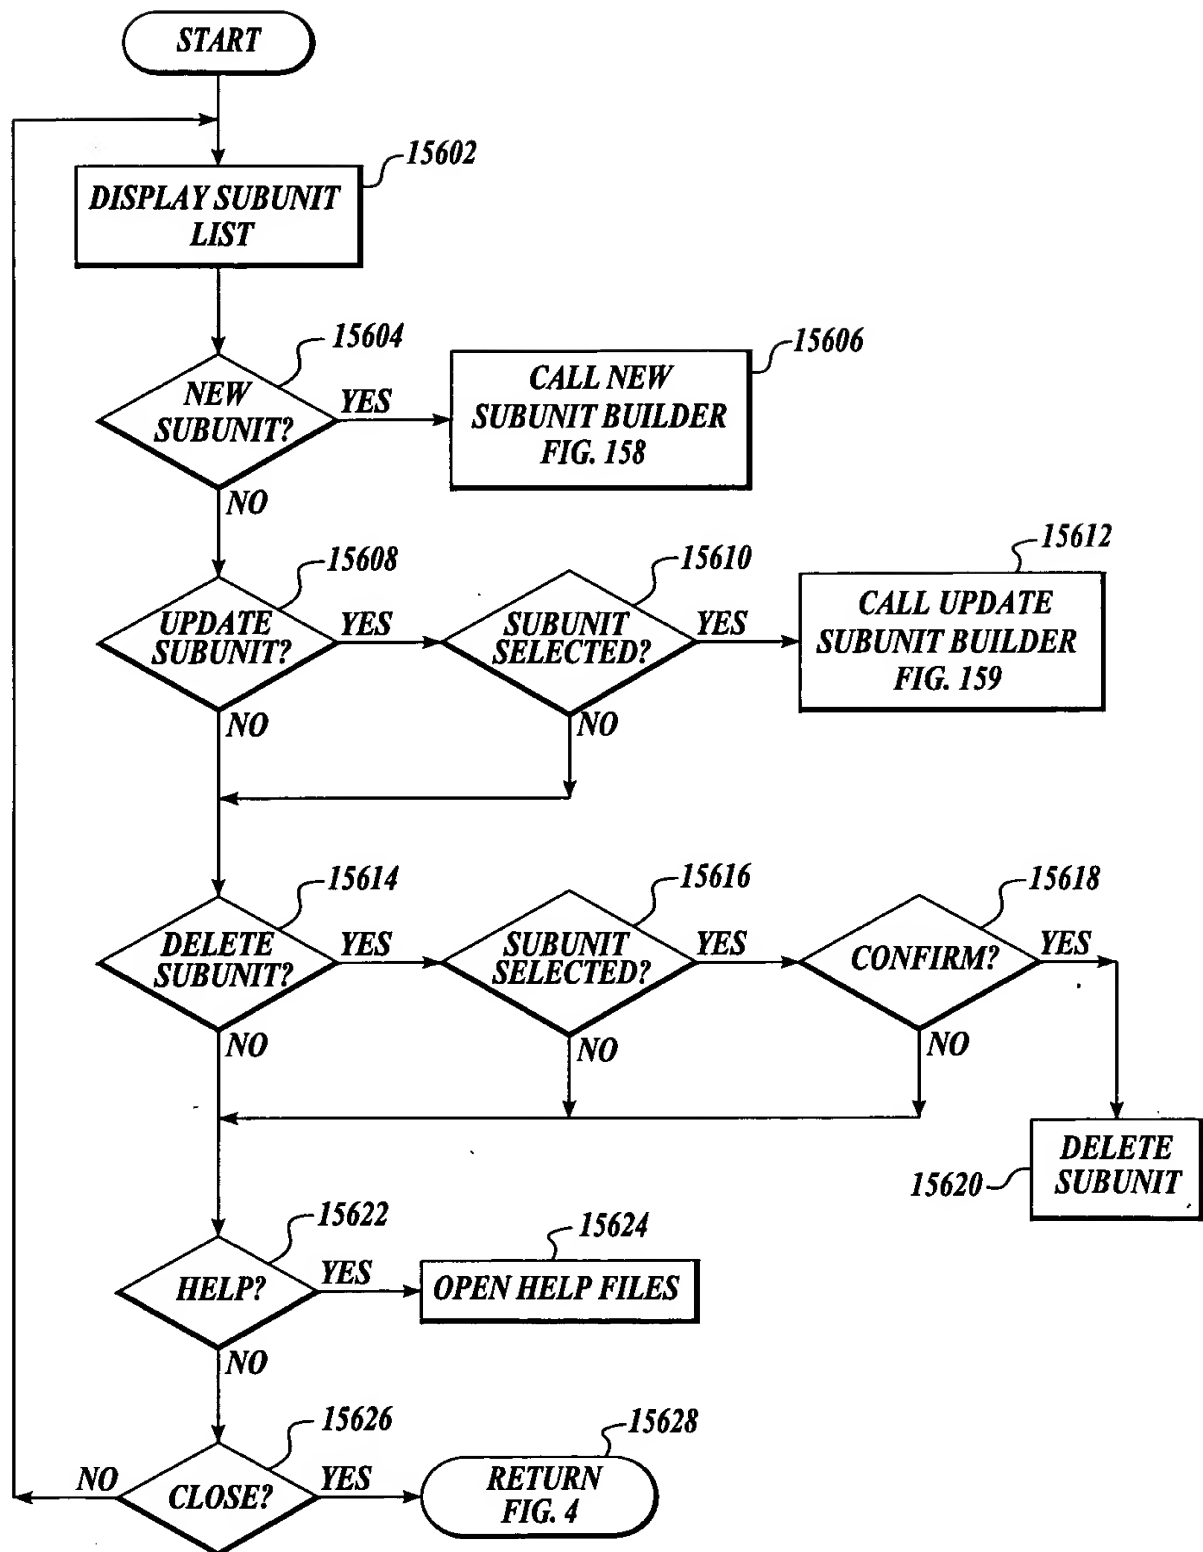 START
15602
DISPLAY SUBUNIT
LIST
15604
NEW
SUBUNIT?
YES
NO
15606
CALL NEW
SUBUNIT BUILDER
FIG. 158
15608
UPDATE
SUBUNIT?
YES
NO
15610
SUBUNIT
SELECTED?
YES
NO
15612
CALL UPDATE
SUBUNIT BUILDER
FIG. 159
15614
DELETE
SUBUNIT?
YES
NO
15616
SUBUNIT
SELECTED?
YES
NO
15618
CONFIRM?
YES
NO
15620
DELETE
SUBUNIT
15622
HELP?
YES
NO
15624
OPEN HELP FILES
15626
CLOSE?
NO
YES
15628
RETURN
FIG. 4